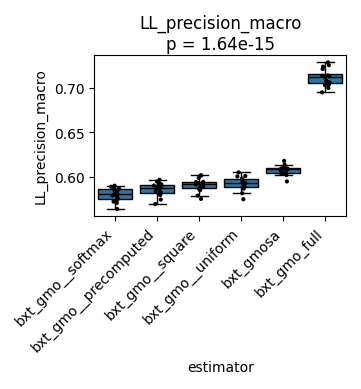 LL_precision_macro
p = 1.64e-15
LL_precision_macro
0.70
0.65
0.60
bxt_gmo__softmax
bxt_gmo__precomputed
bxt_gmo__square
bxt_gmo__uniform
bxt_gmosa
bxt_gmo_full
estimator